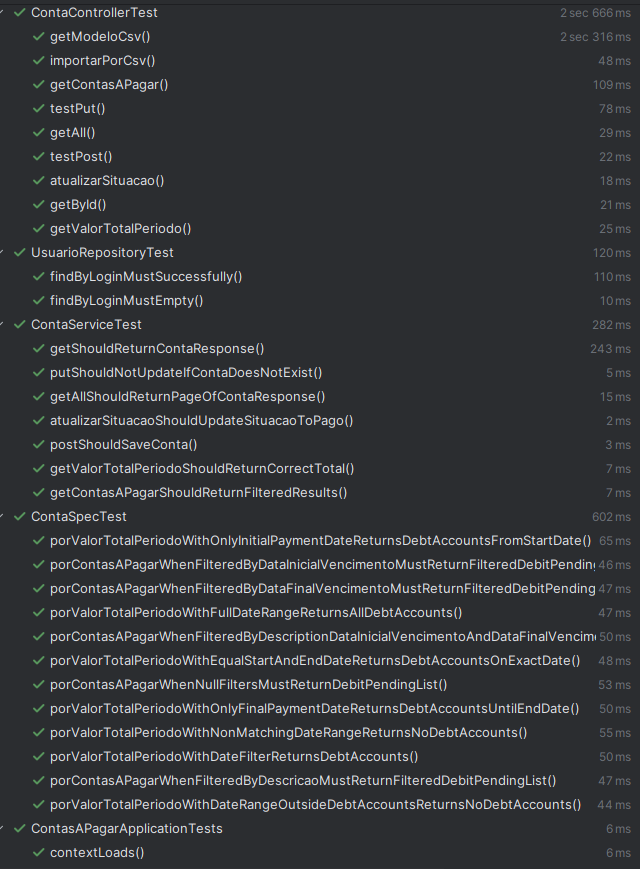 ContaControllerTest 2 sec 666 ms
getModeloCsv() 2 sec 316 ms
importarPorCsv() 48 ms
getContasAPagar() 109 ms
testPut() 78 ms
getAll() 29 ms
testPost() 22 ms
atualizarSituacao() 18 ms
getById() 21 ms
getValorTotalPeriodo() 25 ms
UsuarioRepositoryTest 120 ms
findByLoginMustSuccessfully() 110 ms
findByLoginMustEmpty() 10 ms
ContaServiceTest 282 ms
getShouldReturnContaResponse() 243 ms
putShouldNotUpdateIfContaDoesNotExist() 5 ms
getAllShouldReturnPageOfContaResponse() 15 ms
atualizarSituacaoShouldUpdateSituacaoToPago() 2 ms
postShouldSaveConta() 3 ms
getValorTotalPeriodoShouldReturnCorrectTotal() 7 ms
getContasAPagarShouldReturnFilteredResults() 7 ms
ContaSpecTest 602 ms
porValorTotalPeriodoWithOnlyInitialPaymentDateReturnsDebtAccountsFromStartDate() 65 ms
porContasAPagarWhenFilteredByDataInicialVencimentoMustReturnFilteredDebitPending 46 ms
porContasAPagarWhenFilteredByDataFinalVencimentoMustReturnFilteredDebitPending 47 ms
porValorTotalPeriodoWithFullDateRangeReturnsAllDebtAccounts() 47 ms
porContasAPagarWhenFilteredByDescriptionDataInicialVencimentoAndDataFinalVencim 50 ms
porValorTotalPeriodoWithEqualStartAndEndDateReturnsDebtAccountsOnExactDate() 48 ms
porContasAPagarWhenNullFiltersMustReturnDebitPendingList() 53 ms
porValorTotalPeriodoWithOnlyFinalPaymentDateReturnsDebtAccountsUntilEndDate() 50 ms
porValorTotalPeriodoWithNonMatchingDateRangeReturnsNoDebtAccounts() 55 ms
porValorTotalPeriodoWithDateFilterReturnsDebtAccounts() 50 ms
porContasAPagarWhenFilteredByDescricaoMustReturnFilteredDebitPendingList() 47 ms
porValorTotalPeriodoWithDateRangeOutsideDebtAccountsReturnsNoDebtAccounts() 44 ms
ContasAPagarApplicationTests 6 ms
contextLoads() 6 ms